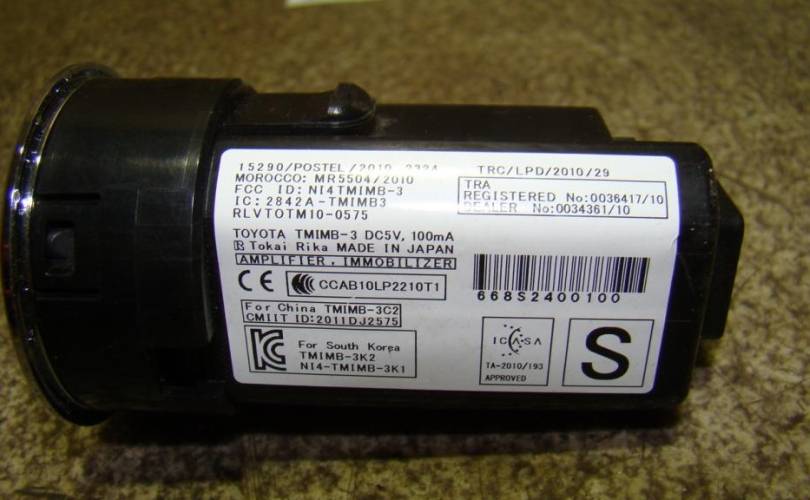 15290/POSTEL/2010
TRC/LPD/2010/29
MOROCCO: MR5504/2010
FCC ID: NI4TMIMB-3
IC: 2842A-TMIMB3
RLVTOTM10-0575
TRA
REGISTERED No:0036417/10
DEALER No:0034361/10
TOYOTA TMIMB-3 DC5V, 100mA
Tokai Rika MADE IN JAPAN
AMPLIFIER, IMMOBILIZER
CE CCC CCAB10LP2210T1
668S2400100
For China TMIMB-3C2
CMIIT ID:2011DJ2575
KC
For South Korea
TMIMB-3K2
NI4-TMIMB-3K1
ICASA
TA-2010/193
APPROVED
S